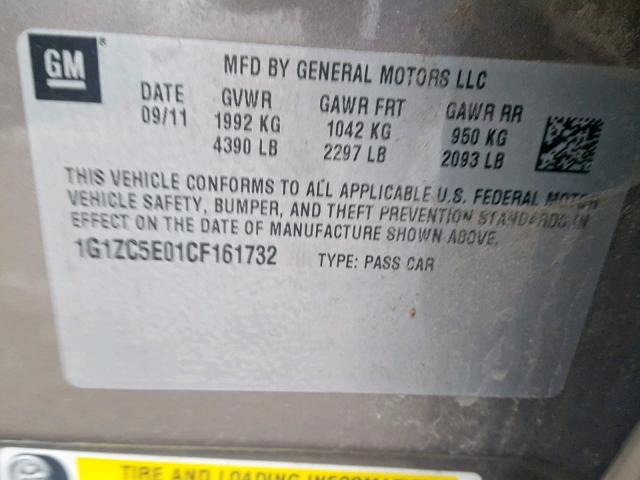 GM
®
MFD BY GENERAL MOTORS LLC
DATE GVWR GAWR FRT GAWR RR
09/11 1992 KG 1042 KG 950 KG
4390 LB 2297 LB 2093 LB
THIS VEHICLE CONFORMS TO ALL APPLICABLE U.S. FEDERAL MOTOR
VEHICLE SAFETY, BUMPER, AND THEFT PREVENTION STANDARDS IN
EFFECT ON THE DATE OF MANUFACTURE SHOWN ABOVE.
1G1ZC5E01CF161732 TYPE: PASS CAR
TIRE AND LOADING INFORMATION